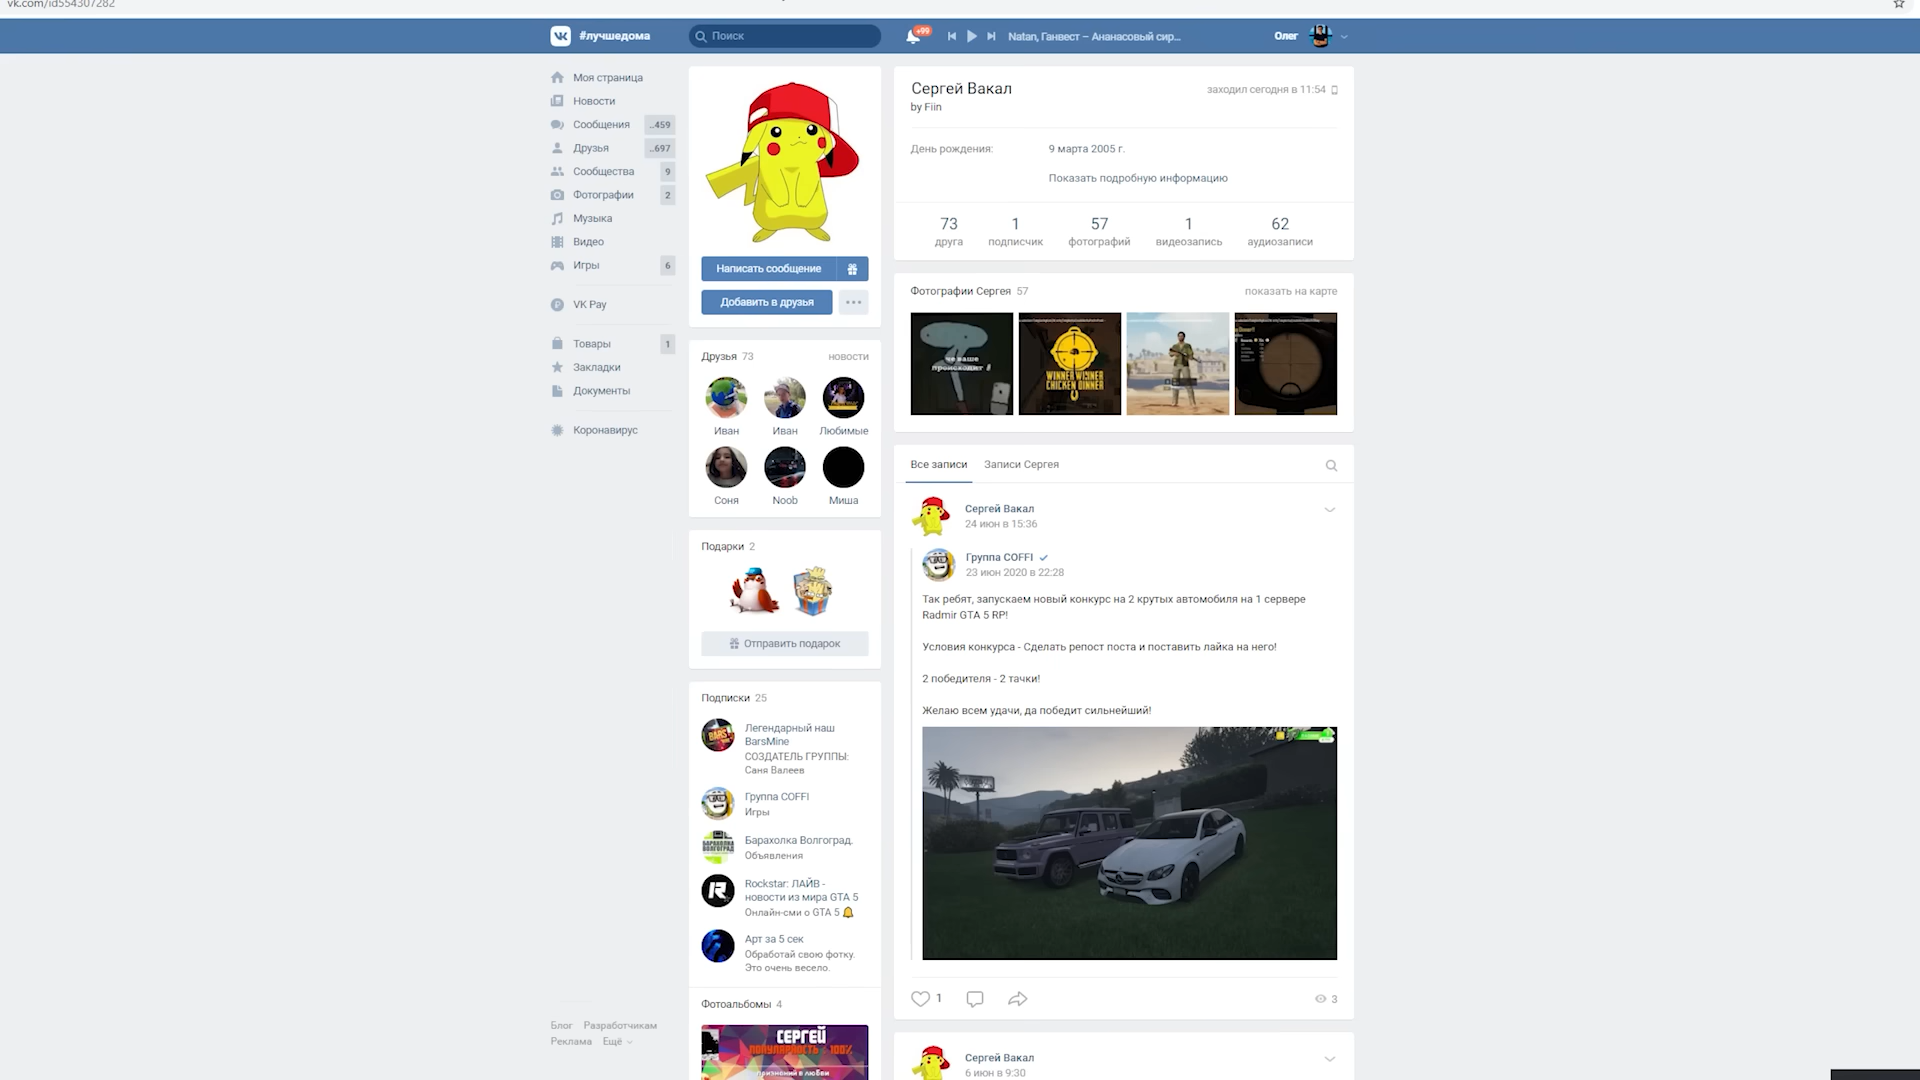 vk.com/id554307282
#лучшедома
Поиск
+99
Natan, Ганвест – Ананасовый сир...
Олег
Моя страница
Новости
Сообщения ..459
Друзья ..697
Сообщества 9
Фотографии 2
Музыка
Видео
Игры 6
VK Pay
Товары 1
Закладки
Документы
Коронавирус
Блог Разработчикам
Реклама Ещё
Написать сообщение
Добавить в друзья
Друзья 73 новости
Иван Иван Любимые
Соня Noob Миша
Подарки 2
Отправить подарок
Подписки 25
Легендарный наш
BarsMine
СОЗДАТЕЛЬ ГРУППЫ:
Саня Валеев
Группа COFFI
Игры
БАРАХОЛКА
ВОЛГОГРАД
Барахолка Волгоград.
Объявления
Rockstar: ЛАЙВ -
новости из мира GTA 5
Онлайн-сми о GTA 5
Арт за 5 сек
Обработай свою фотку.
Это очень весело.
Фотоальбомы 4
СЕРГЕЙ
ПОПУЛЯРНОСТЬ : 100%
признаний в любви
Сергей Вакал
заходил сегодня в 11:54
by Fiin
День рождения: 9 марта 2005 г.
Показать подробную информацию
73 1 57 1 62
друга подписчик фотографий видеозапись аудиозаписи
Фотографии Сергея 57 показать на карте
че ваше
происходит
WINNER WINNER
CHICKEN DINNER
Все записи Записи Сергея
Сергей Вакал
24 июн в 15:36
Группа COFFI
23 июн 2020 в 22:28
Так ребят, запускаем новый конкурс на 2 крутых автомобиля на 1 сервере
Radmir GTA 5 RP!
Условия конкурса - Сделать репост поста и поставить лайка на него!
2 победителя - 2 тачки!
Желаю всем удачи, да победит сильнейший!
1
3
Сергей Вакал
6 июн в 9:30